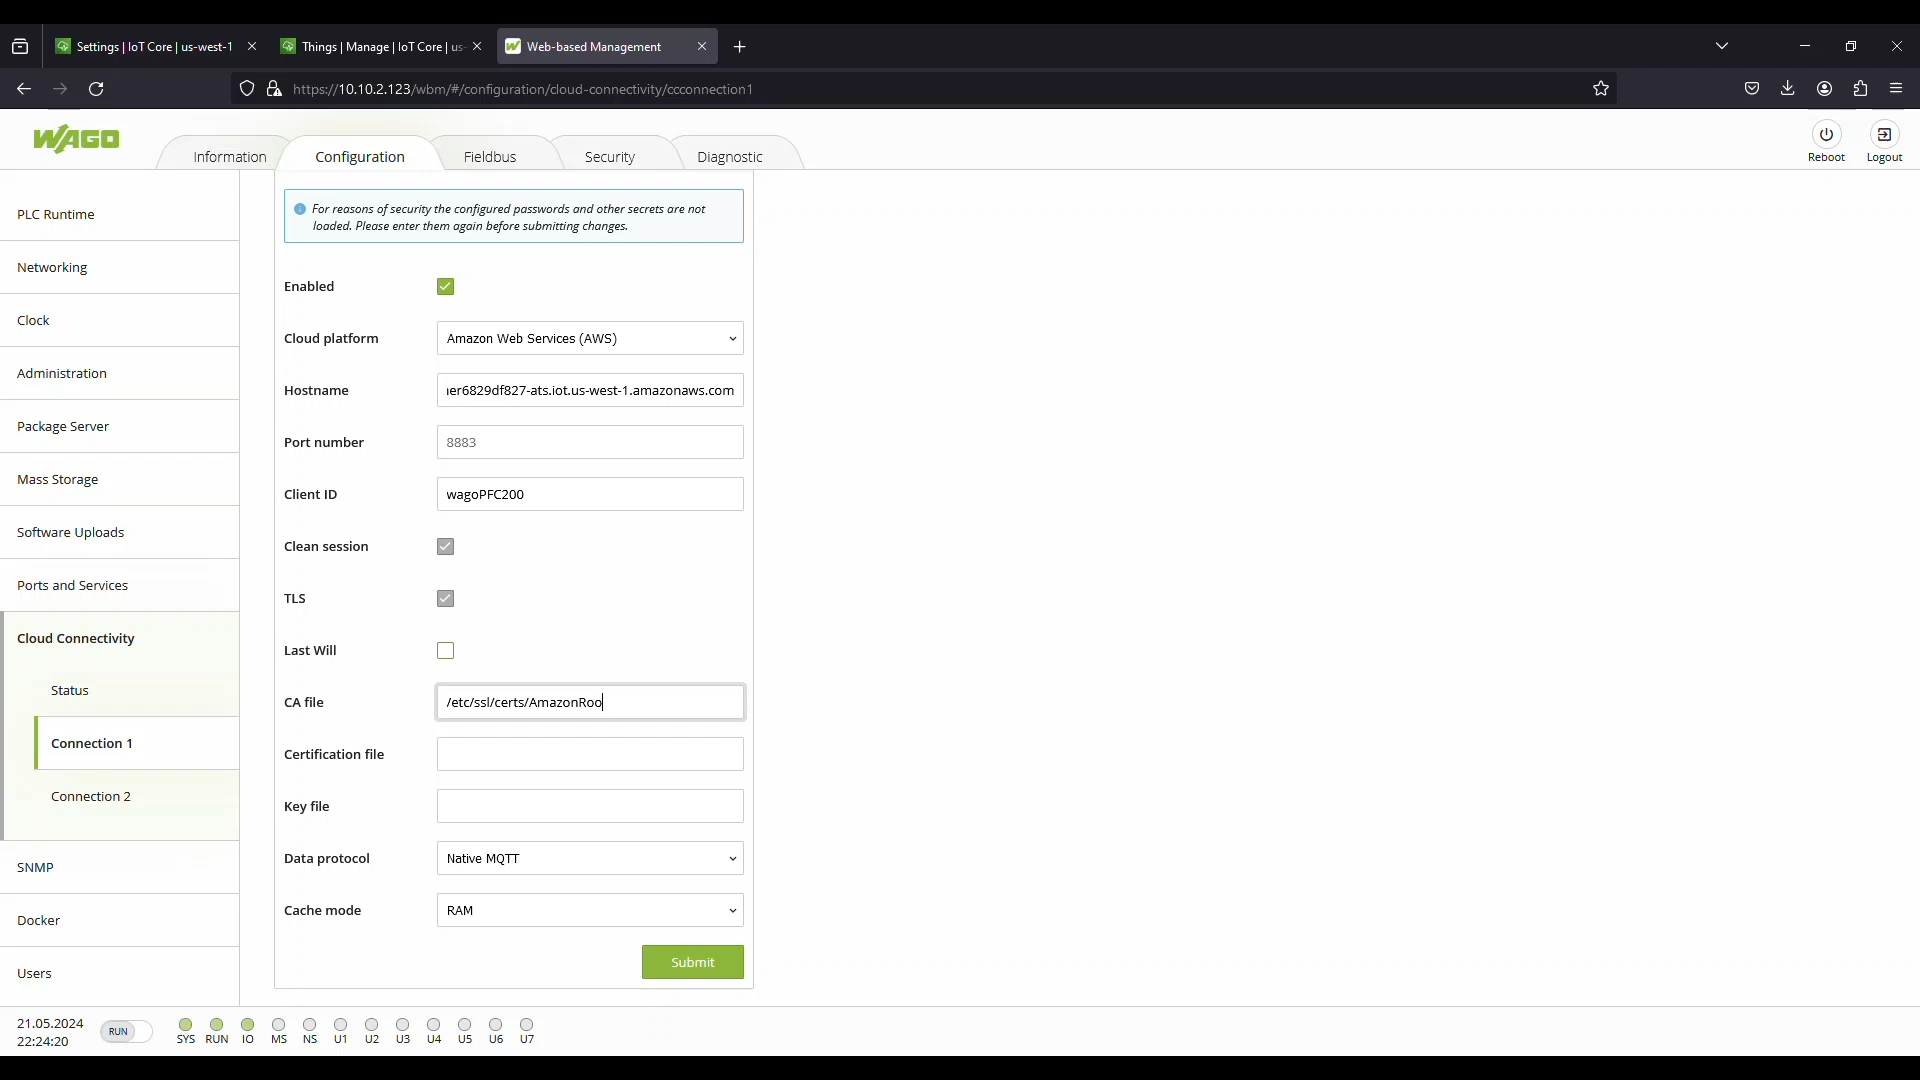 Settings | IoT Core | us-west-1
Things | Manage | IoT Core | us-
Web-based Management
https://10.10.2.123/wbm/#/configuration/cloud-connectivity/ccconnection1
WAGO
Information
Configuration
Fieldbus
Security
Diagnostic
Reboot
Logout
PLC Runtime
Networking
Clock
Administration
Package Server
Mass Storage
Software Uploads
Ports and Services
Cloud Connectivity
Status
Connection 1
Connection 2
SNMP
Docker
Users
For reasons of security the configured passwords and other secrets are not
loaded. Please enter them again before submitting changes.
Enabled
Cloud platform
Amazon Web Services (AWS)
Hostname
er6829df827-ats.iot.us-west-1.amazonaws.com
Port number
8883
Client ID
wagoPFC200
Clean session
TLS
Last Will
CA file
/etc/ssl/certs/AmazonRoo
Certification file
Key file
Data protocol
Native MQTT
Cache mode
RAM
Submit
21.05.2024
22:24:20
RUN
SYS RUN IO MS NS U1 U2 U3 U4 U5 U6 U7